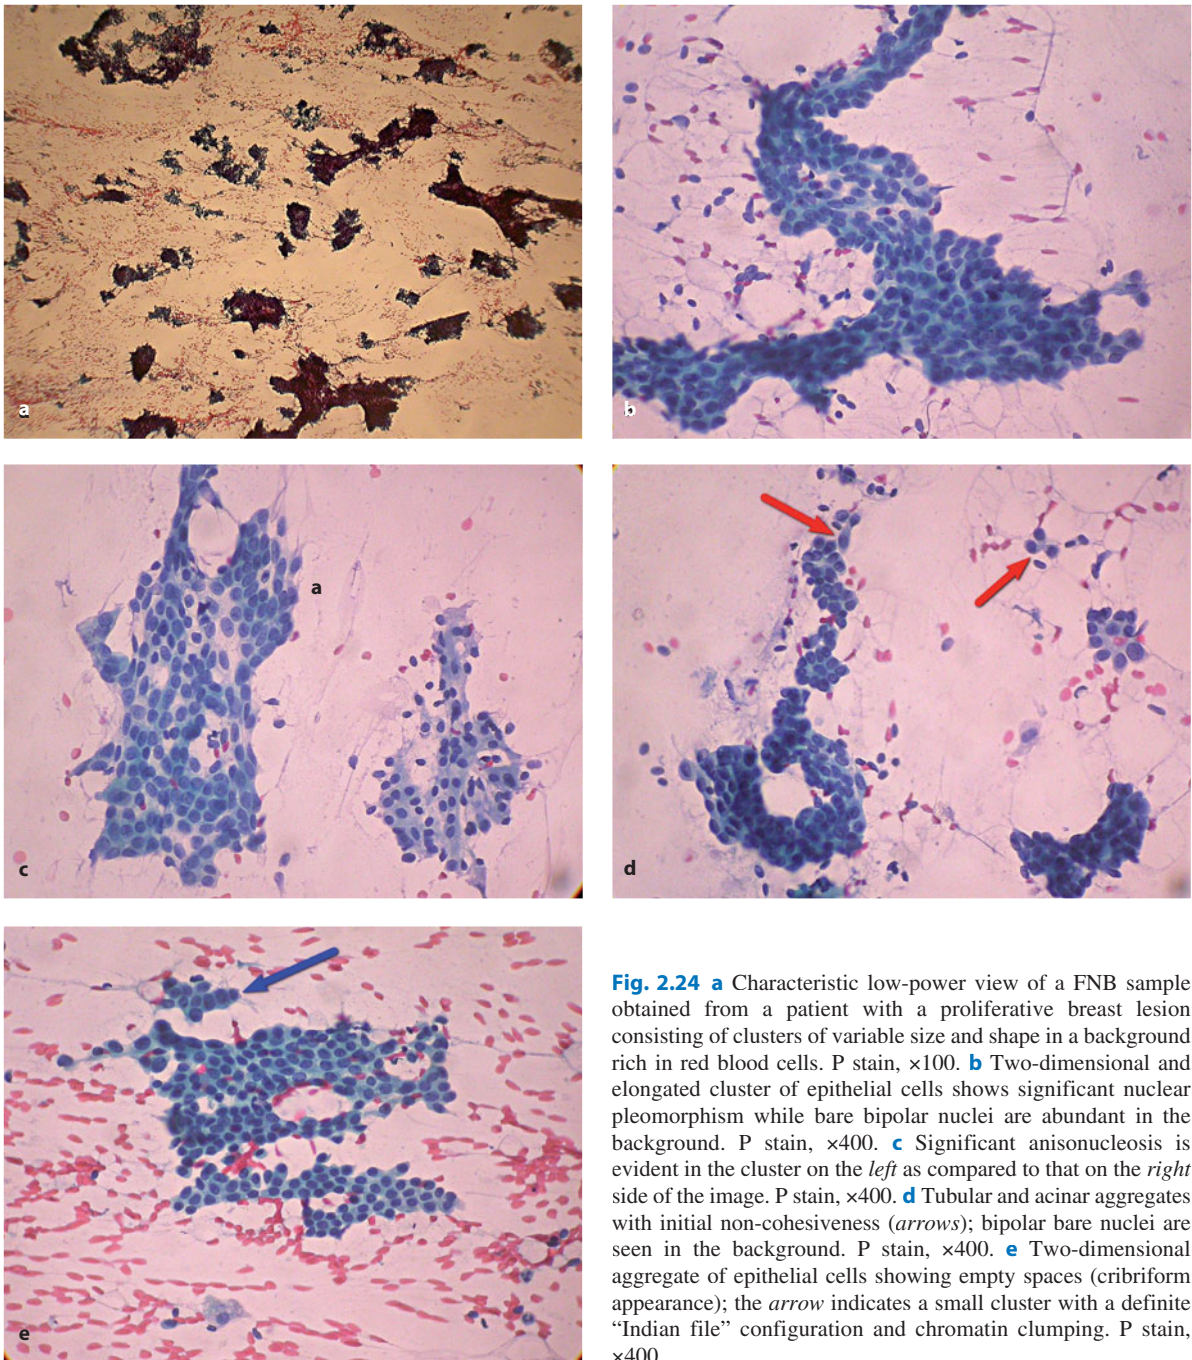 a
b
c
a
d
e
Fig. 2.24 a Characteristic low-power view of a FNB sample
obtained from a patient with a proliferative breast lesion
consisting of clusters of variable size and shape in a background
rich in red blood cells. P stain, ×100. b Two-dimensional and
elongated cluster of epithelial cells shows significant nuclear
pleomorphism while bare bipolar nuclei are abundant in the
background. P stain, ×400. c Significant anisonucleosis is
evident in the cluster on the left as compared to that on the right
side of the image. P stain, ×400. d Tubular and acinar aggregates
with initial non-cohesiveness (arrows); bipolar bare nuclei are
seen in the background. P stain, ×400. e Two-dimensional
aggregate of epithelial cells showing empty spaces (cribriform
appearance); the arrow indicates a small cluster with a definite
“Indian file” configuration and chromatin clumping. P stain,
×400